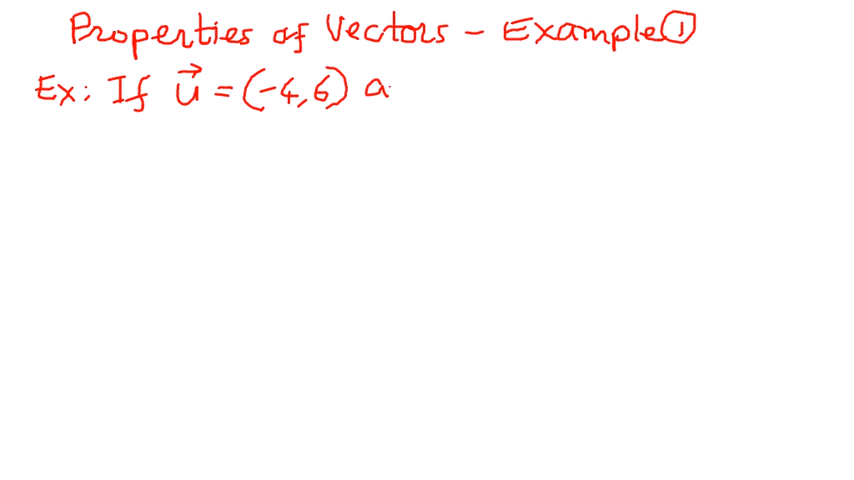 Properties of Vectors - Example ①
Ex: If u⃗ = (-4, 6) a